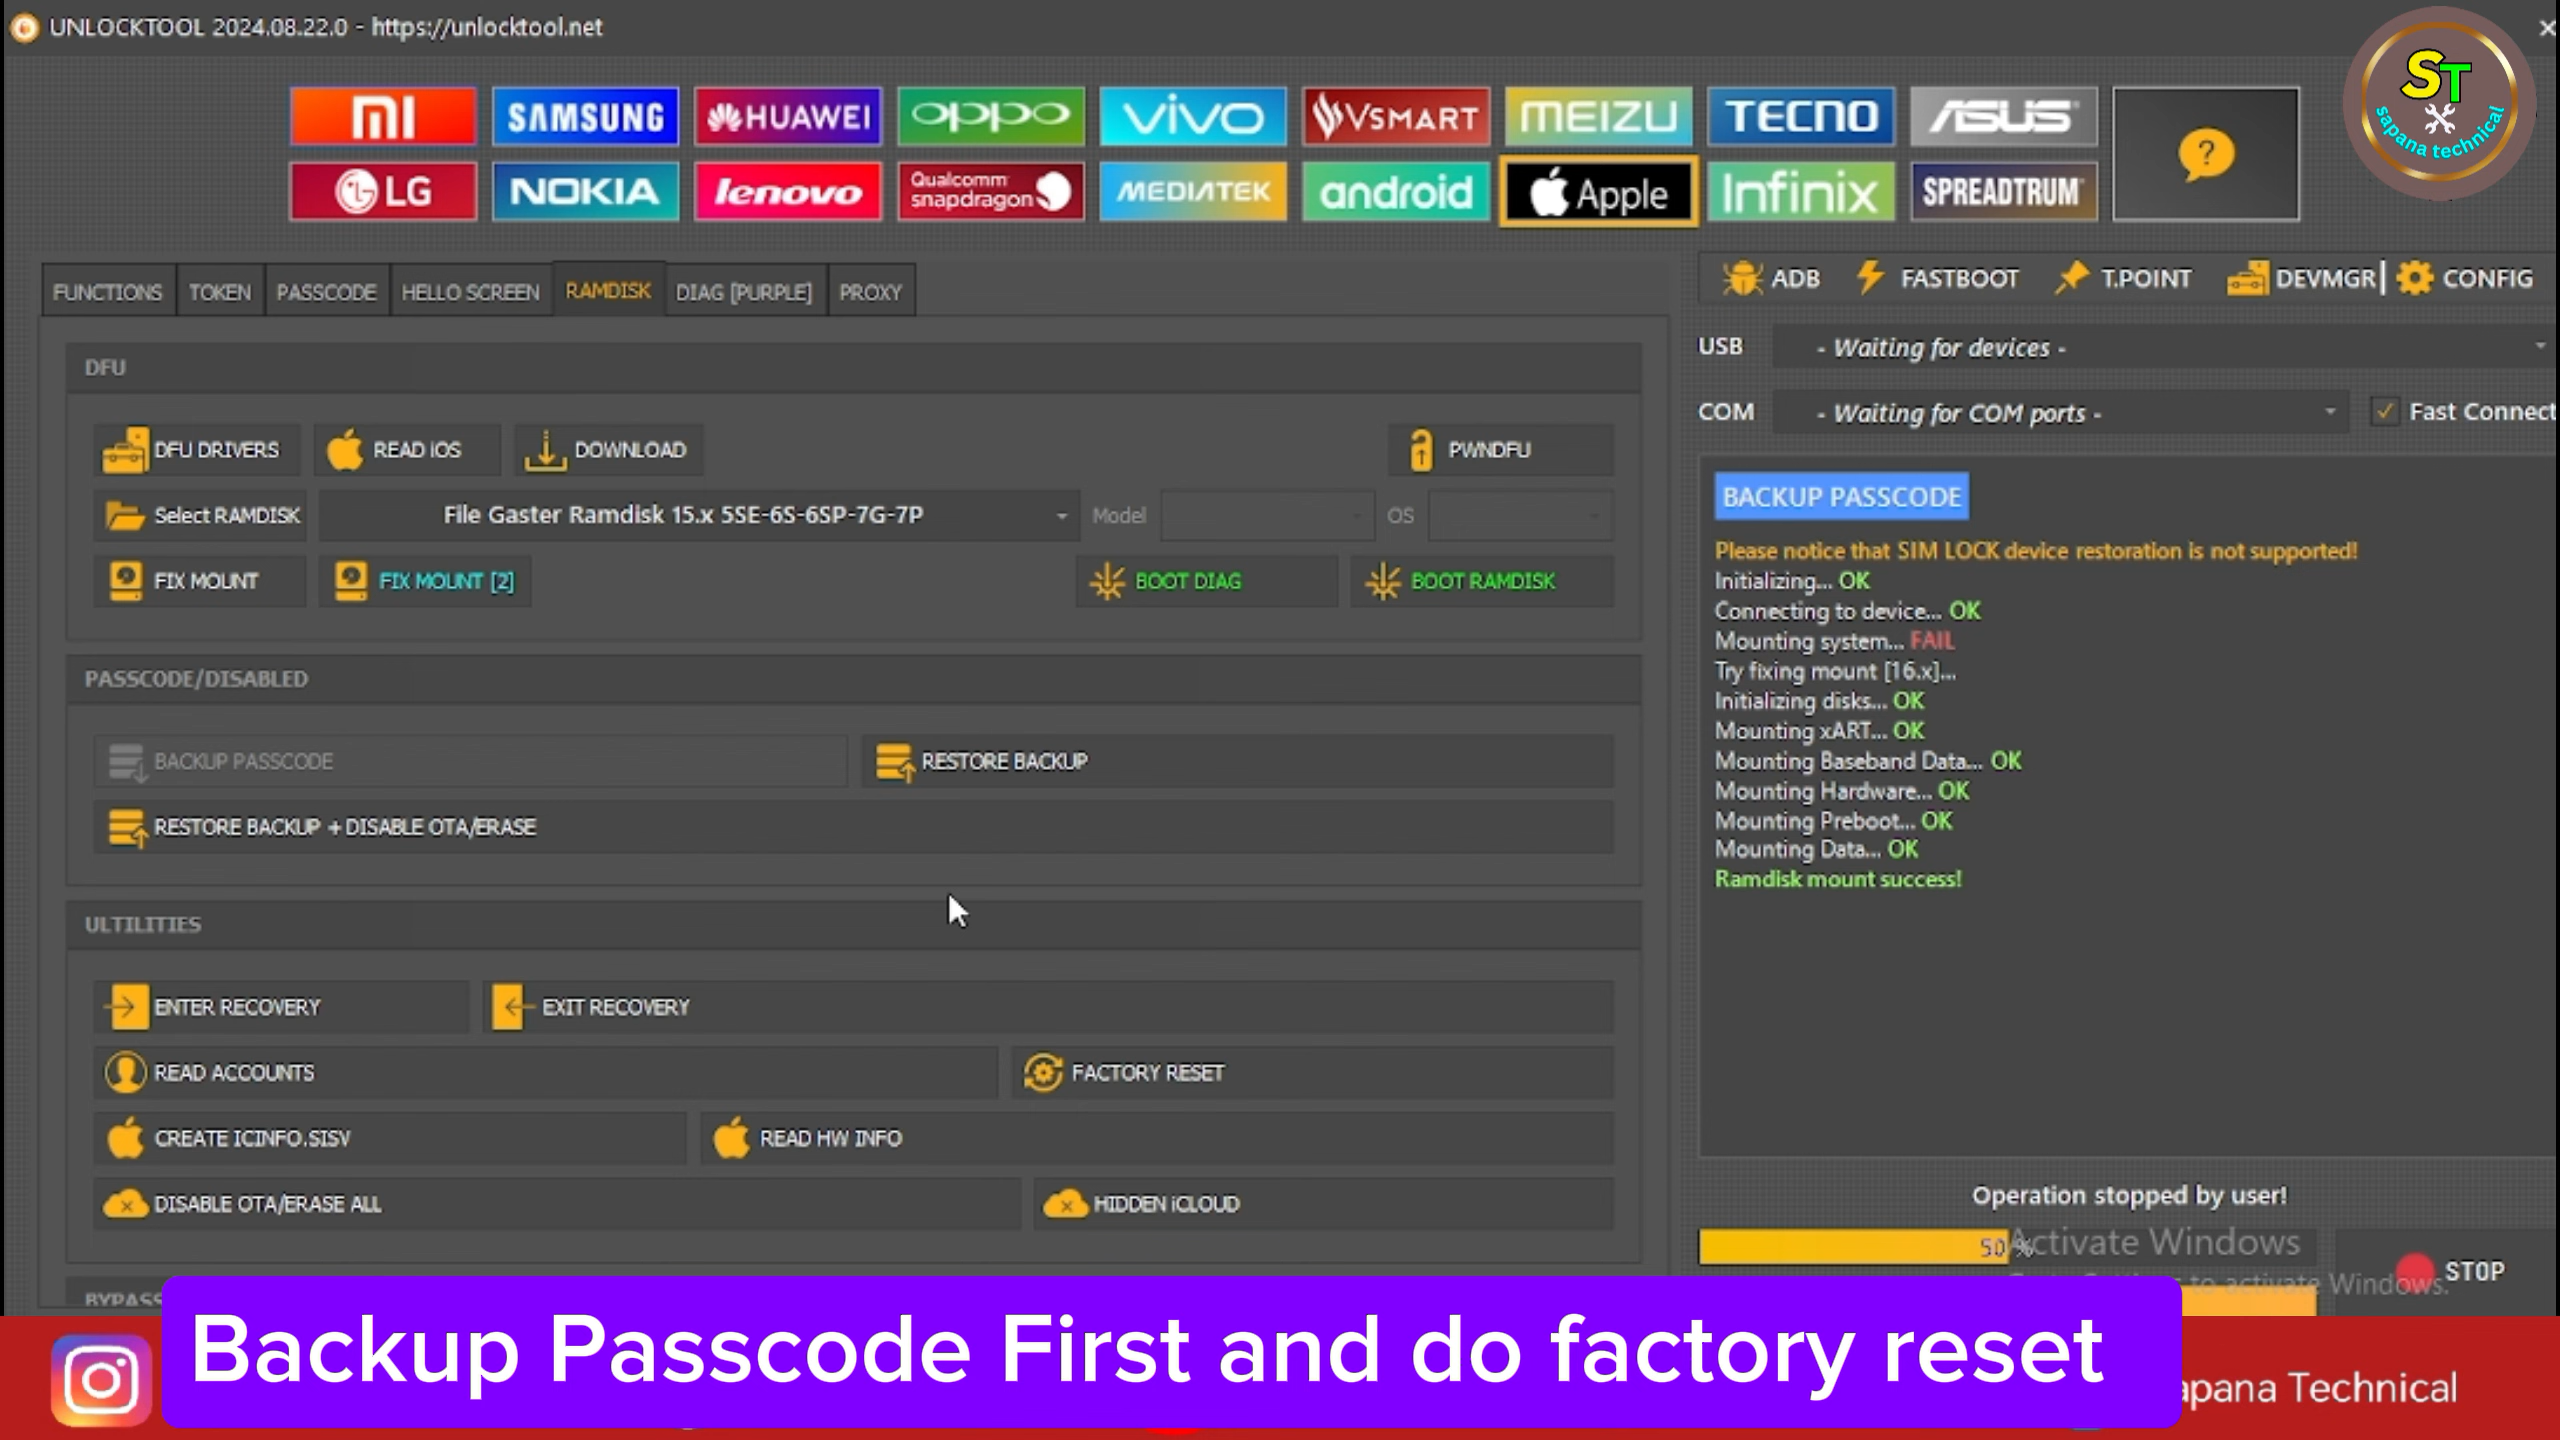 UNLOCKTOOL 2024.08.22.0 - https://unlocktool.net
MI SAMSUNG HUAWEI oppo vivo VSMART MEIZU TECNO ASUS ?
LG NOKIA lenovo Qualcomm snapdragon MEDIATEK android Apple Infinix SPREADTRUM
ST
sapana technical
FUNCTIONS TOKEN PASSCODE HELLO SCREEN RAMDISK DIAG [PURPLE] PROXY
ADB FASTBOOT T.POINT DEVMGR CONFIG
USB - Waiting for devices -
COM - Waiting for COM ports - Fast Connect
DFU
DFU DRIVERS READ iOS DOWNLOAD PWNDFU
Select RAMDISK File Gaster Ramdisk 15.x 5SE-6S-6SP-7G-7P Model OS
FIX MOUNT FIX MOUNT [2] BOOT DIAG BOOT RAMDISK
PASSCODE/DISABLED
BACKUP PASSCODE RESTORE BACKUP
RESTORE BACKUP + DISABLE OTA/ERASE
ULTILITIES
ENTER RECOVERY EXIT RECOVERY
READ ACCOUNTS FACTORY RESET
CREATE ICINFO.SISV READ HW INFO
DISABLE OTA/ERASE ALL HIDDEN iCLOUD
BYPASS
BACKUP PASSCODE
Please notice that SIM LOCK device restoration is not supported!
Initializing... OK
Connecting to device... OK
Mounting system... FAIL
Try fixing mount [16.x]...
Initializing disks... OK
Mounting xART... OK
Mounting Baseband Data... OK
Mounting Hardware... OK
Mounting Preboot... OK
Mounting Data... OK
Ramdisk mount success!
Operation stopped by user!
50 %
Activate Windows
to activate Windows.
STOP
Backup Passcode First and do factory reset
apana Technical